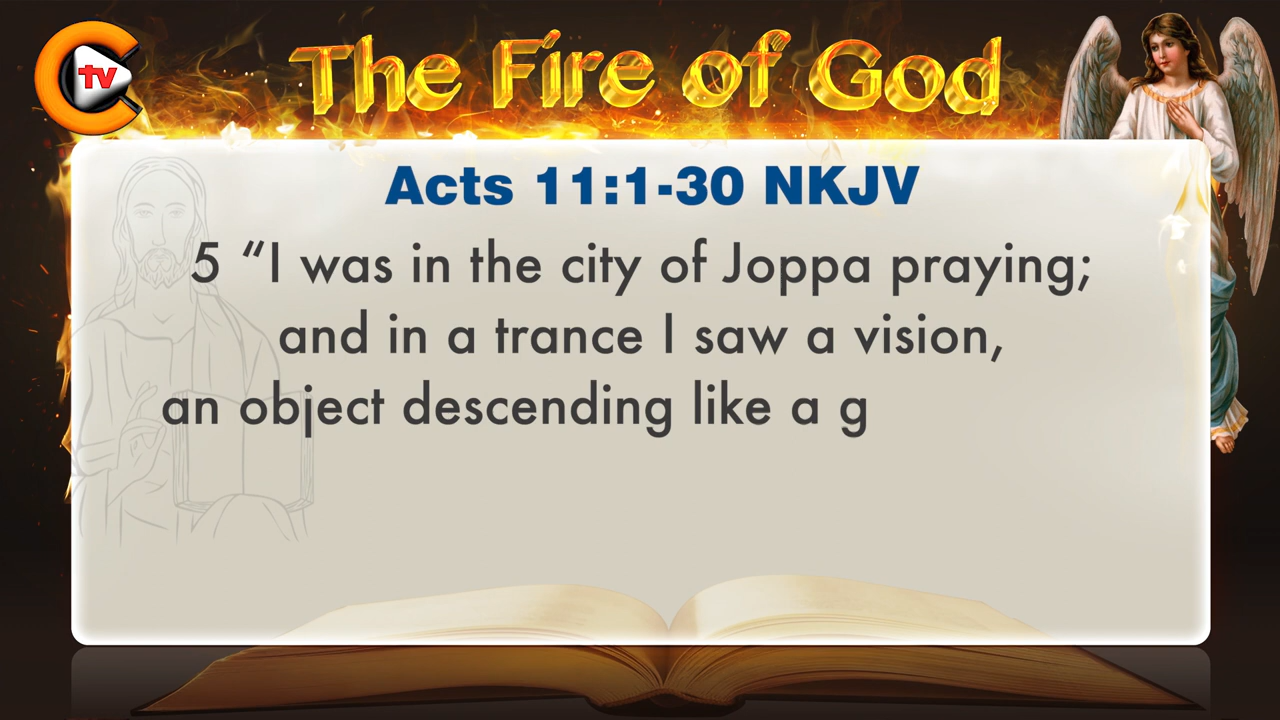 tv
The Fire of God
Acts 11:1-30 NKJV
5 “I was in the city of Joppa praying;
and in a trance I saw a vision,
an object descending like a g